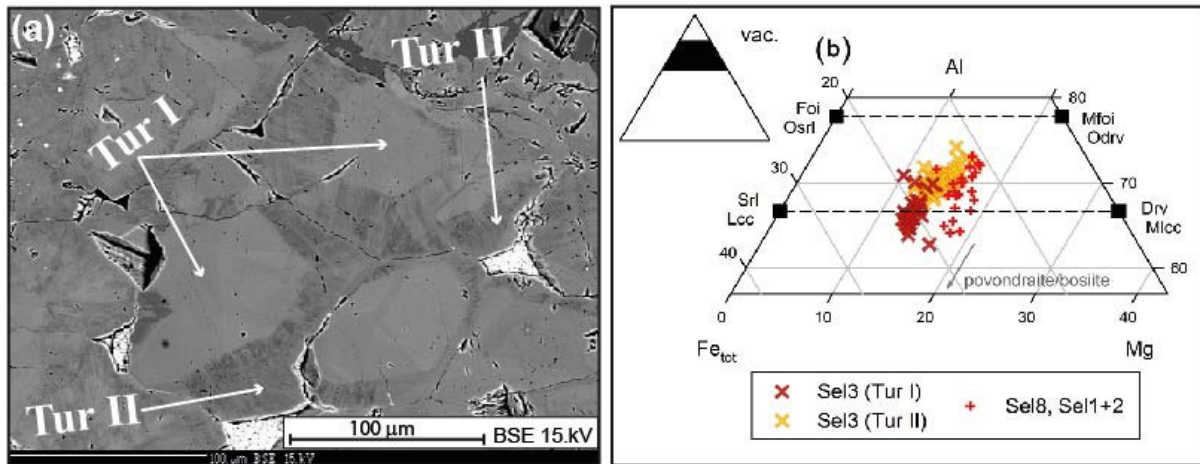 (a)
Tur I
Tur II
Tur II
100 µm
BSE 15.kV
100 µm BSE 15.kV
(b)
vac.
Al
20
80
Foi
Osrl
Mfoi
Odrv
30
70
Srl
Lcc
Drv
Mlcc
40
60
povondraite/bosiite
0
10
20
30
40
Fetot
Mg
Sel3 (Tur I)
Sel3 (Tur II)
Sel8, Sel1+2